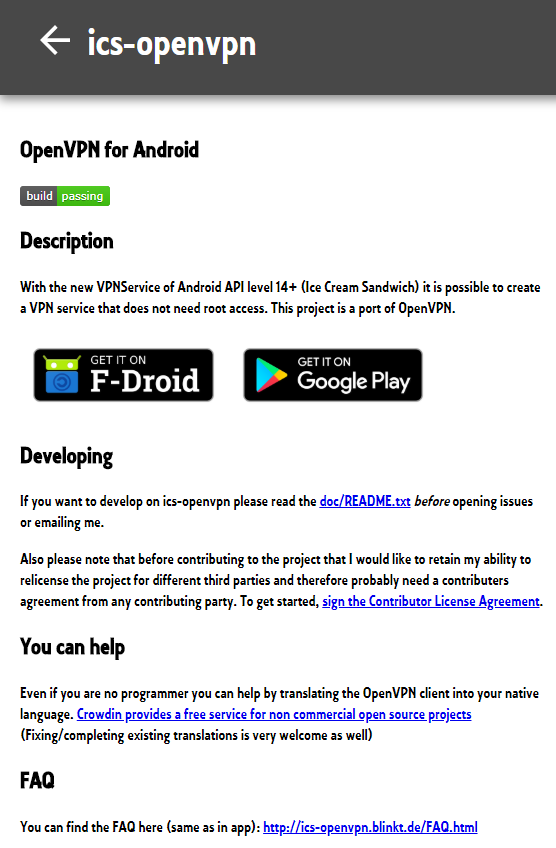 ics-openvpn
OpenVPN for Android
build passing
Description
With the new VPNService of Android API level 14+ (Ice Cream Sandwich) it is possible to create
a VPN service that does not need root access. This project is a port of OpenVPN.
GET IT ON
F-Droid
GET IT ON
Google Play
Developing
If you want to develop on ics-openvpn please read the doc/README.txt before opening issues
or emailing me.
Also please note that before contributing to the project that I would like to retain my ability to
relicense the project for different third parties and therefore probably need a contributers
agreement from any contributing party. To get started, sign the Contributor License Agreement.
You can help
Even if you are no programmer you can help by translating the OpenVPN client into your native
language. Crowdin provides a free service for non commercial open source projects
(Fixing/completing existing translations is very welcome as well)
FAQ
You can find the FAQ here (same as in app): http://ics-openvpn.blinkt.de/FAQ.html